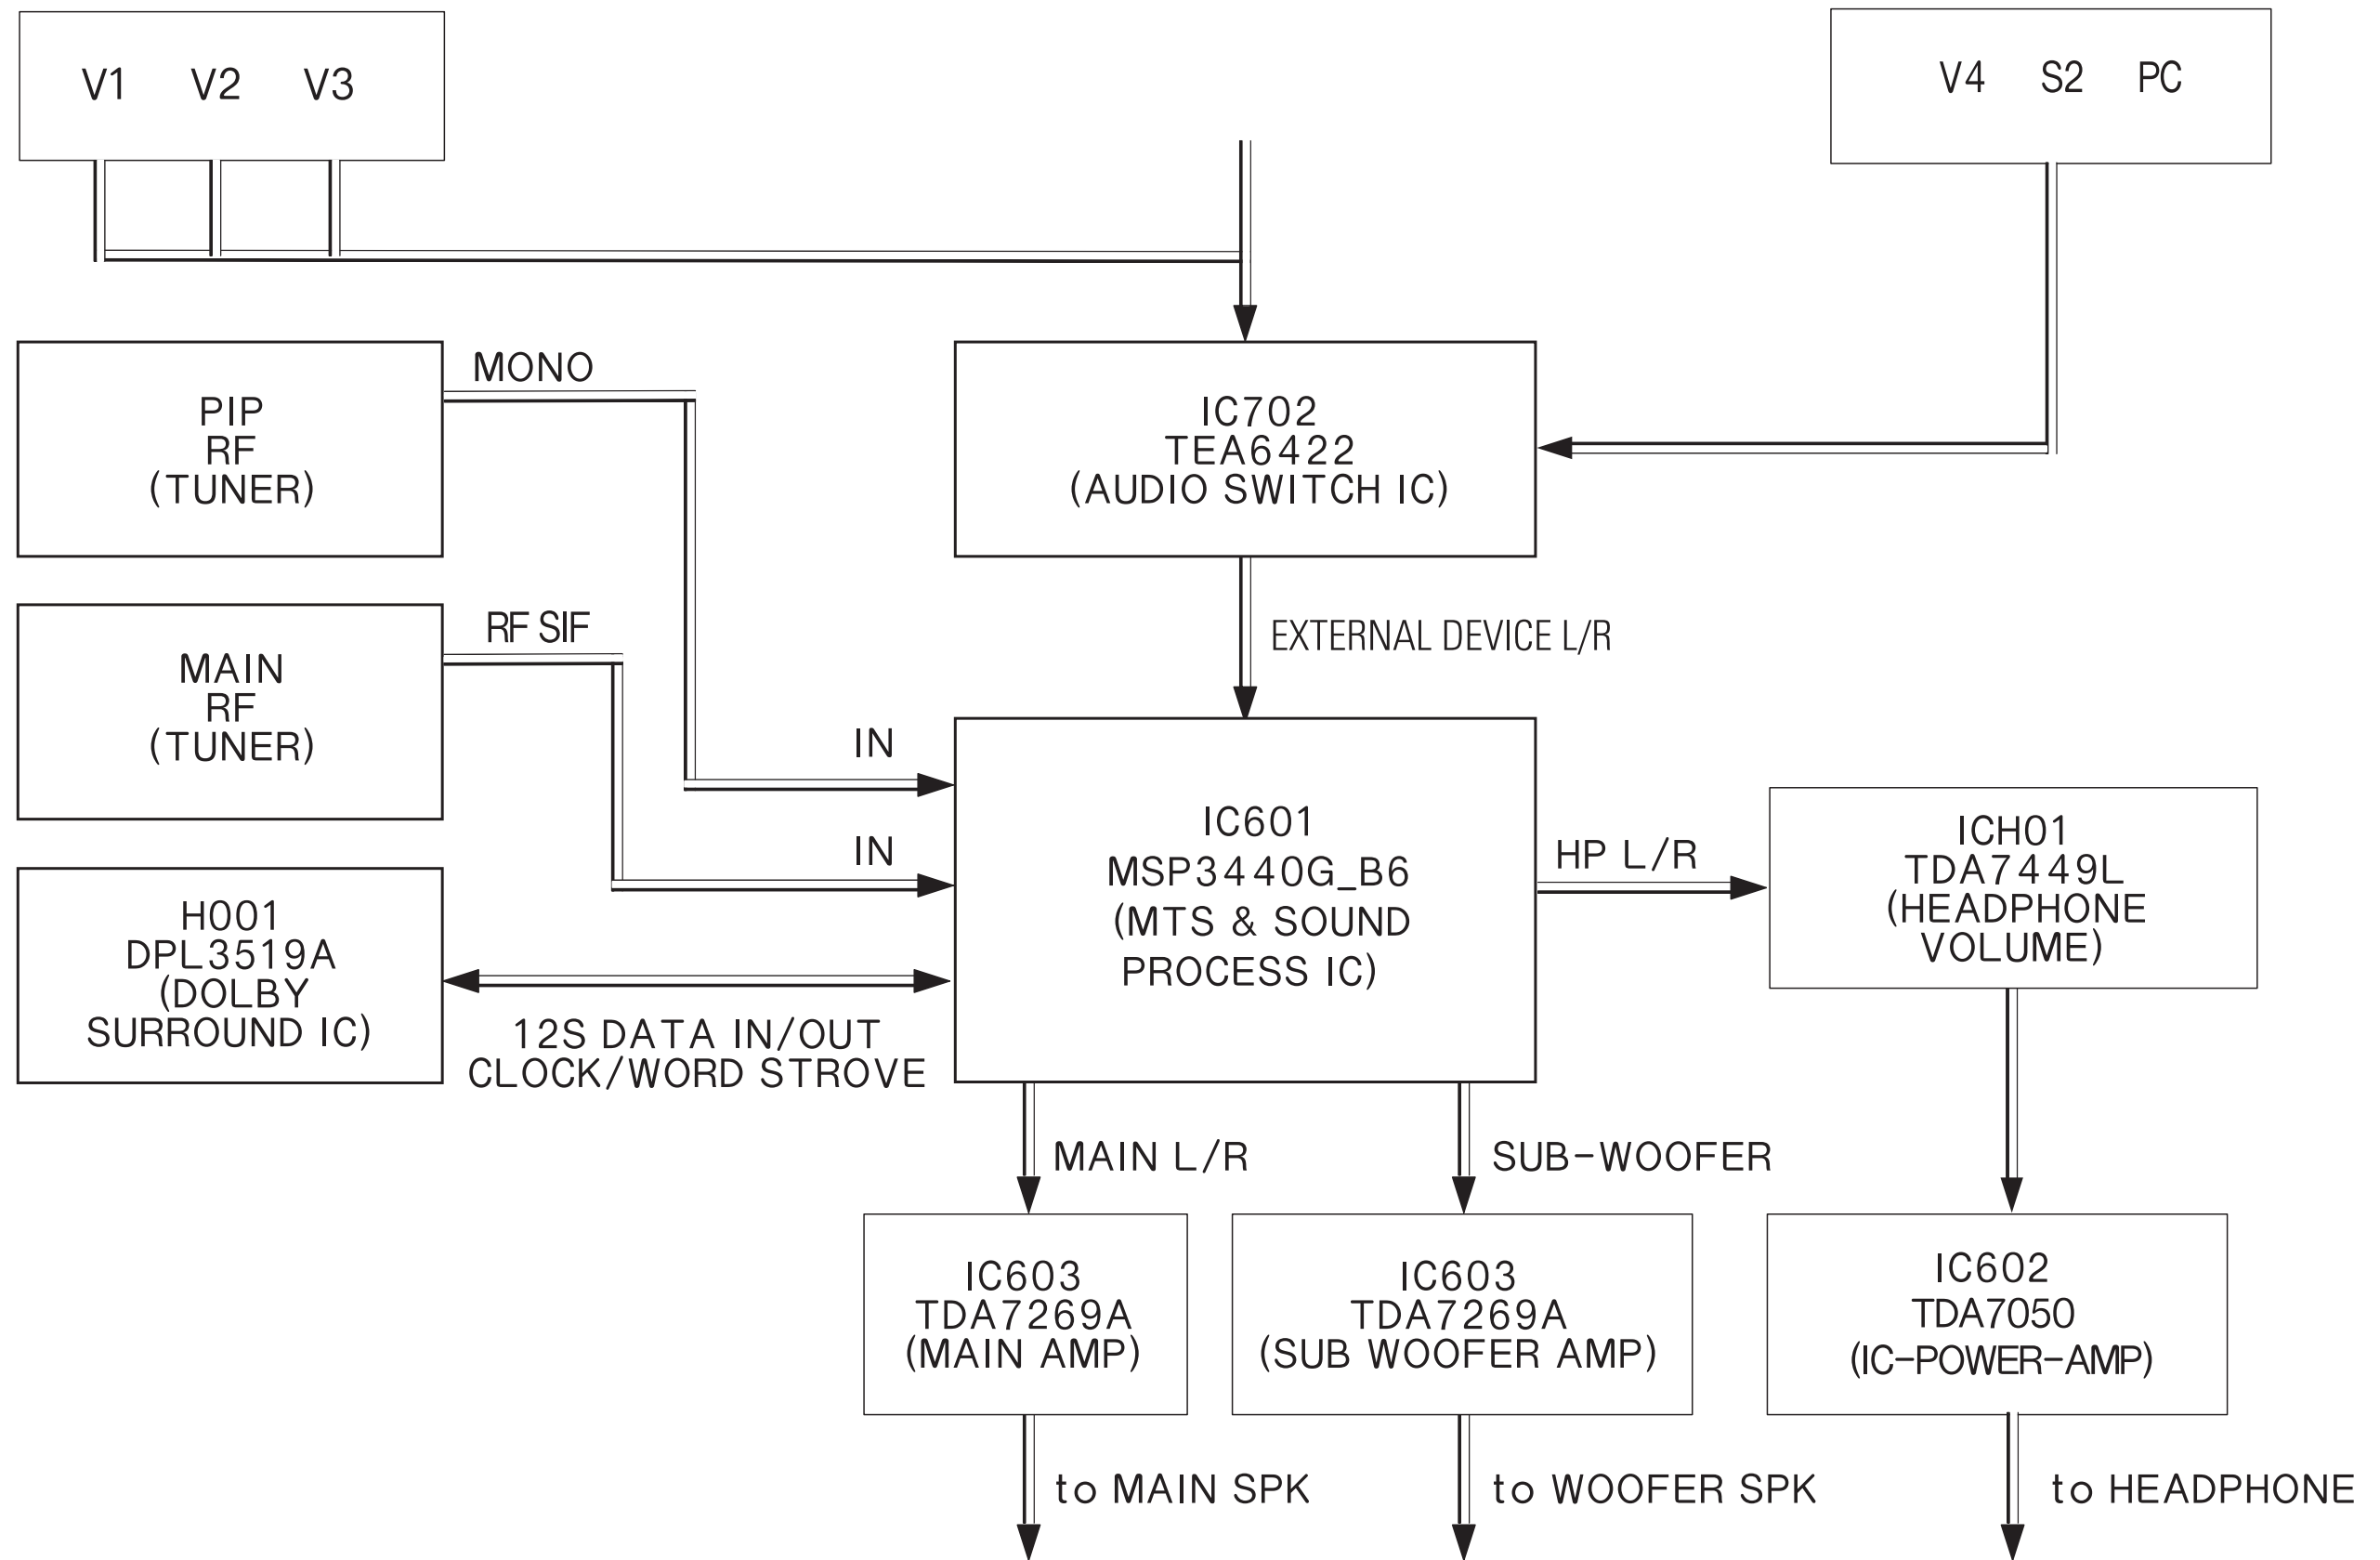 V1 V2 V3
V4 S2 PC
PIP
RF
(TUNER)
MONO
IC702
TEA6422
(AUDIO SWITCH IC)
MAIN
RF
(TUNER)
RF SIF
EXTERNAL DEVICE L/R
IN
IN
H001
DPL3519A
(DOLBY
SURROUND IC)
12S DATA IN/OUT
CLOCK/WORD STROVE
IC601
MSP3440G_B6
(MTS & SOUND
PROCESS IC)
HP L/R
ICH01
TDA7449L
(HEADPHONE
VOLUME)
MAIN L/R
SUB-WOOFER
IC603
TDA7269A
(MAIN AMP)
IC603
TDA7269A
(SUB WOOFER AMP)
IC602
TDA7050
(IC-POWER-AMP)
to MAIN SPK
to WOOFER SPK
to HEADPHONE